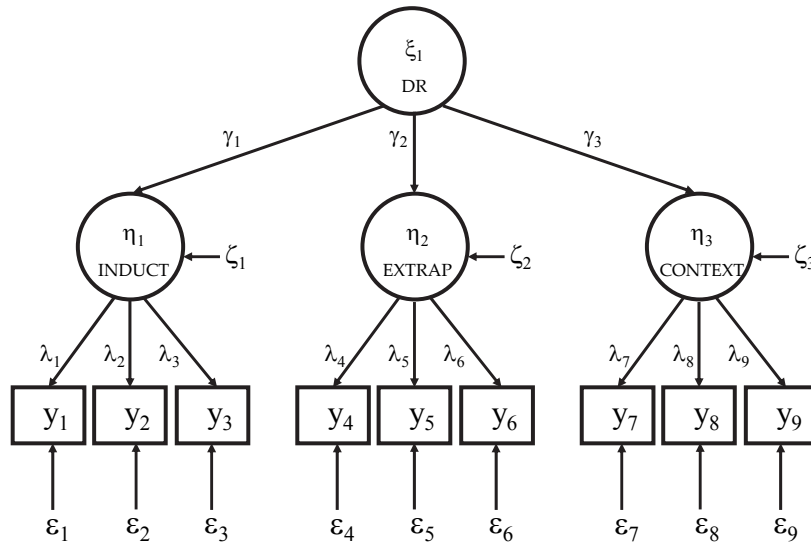 ξ₁
DR
γ₁ γ₂ γ₃
η₁ η₂ η₃
ζ₁ ζ₂ ζ₃
INDUCT EXTRAP CONTEXT
λ₁ λ₂ λ₃ λ₄ λ₅ λ₆ λ₇ λ₈ λ₉
y₁ y₂ y₃ y₄ y₅ y₆ y₇ y₈ y₉
ε₁ ε₂ ε₃ ε₄ ε₅ ε₆ ε₇ ε₈ ε₉